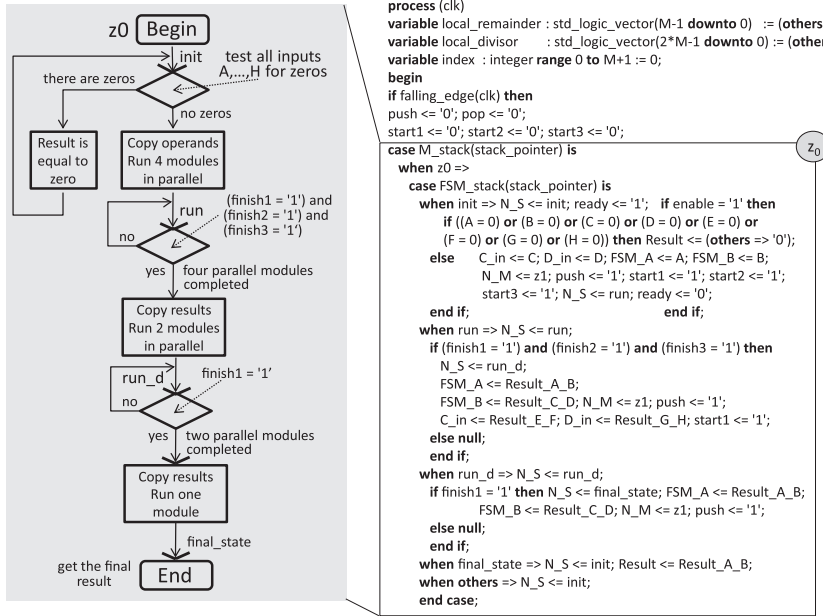 z0 Begin
init
test all inputs
A,...,H for zeros
there are zeros
no zeros
Result is
equal to
zero
Copy operands
Run 4 modules
in parallel
run
(finish1 = '1') and
(finish2 = '1') and
(finish3 = '1')
no
yes four parallel modules
completed
Copy results
Run 2 modules
in parallel
run_d
finish1 = '1'
no
yes two parallel modules
completed
Copy results
Run one
module
final_state
get the final
result
End
process (clk)
variable local_remainder : std_logic_vector(M-1 downto 0) := (others
variable local_divisor : std_logic_vector(2*M-1 downto 0) := (other
variable index : integer range 0 to M+1 := 0;
begin
if falling_edge(clk) then
push <= '0'; pop <= '0';
start1 <= '0'; start2 <= '0'; start3 <= '0';
case M_stack(stack_pointer) is
z0
when z0 =>
case FSM_stack(stack_pointer) is
when init => N_S <= init; ready <= '1'; if enable = '1' then
if ((A = 0) or (B = 0) or (C = 0) or (D = 0) or (E = 0) or
(F = 0) or (G = 0) or (H = 0)) then Result <= (others => '0');
else C_in <= C; D_in <= D; FSM_A <= A; FSM_B <= B;
N_M <= z1; push <= '1'; start1 <= '1'; start2 <= '1';
start3 <= '1'; N_S <= run; ready <= '0';
end if; end if;
when run => N_S <= run;
if (finish1 = '1') and (finish2 = '1') and (finish3 = '1') then
N_S <= run_d;
FSM_A <= Result_A_B;
FSM_B <= Result_C_D; N_M <= z1; push <= '1';
C_in <= Result_E_F; D_in <= Result_G_H; start1 <= '1';
else null;
end if;
when run_d => N_S <= run_d;
if finish1 = '1' then N_S <= final_state; FSM_A <= Result_A_B;
FSM_B <= Result_C_D; N_M <= z1; push <= '1';
else null;
end if;
when final_state => N_S <= init; Result <= Result_A_B;
when others => N_S <= init;
end case;